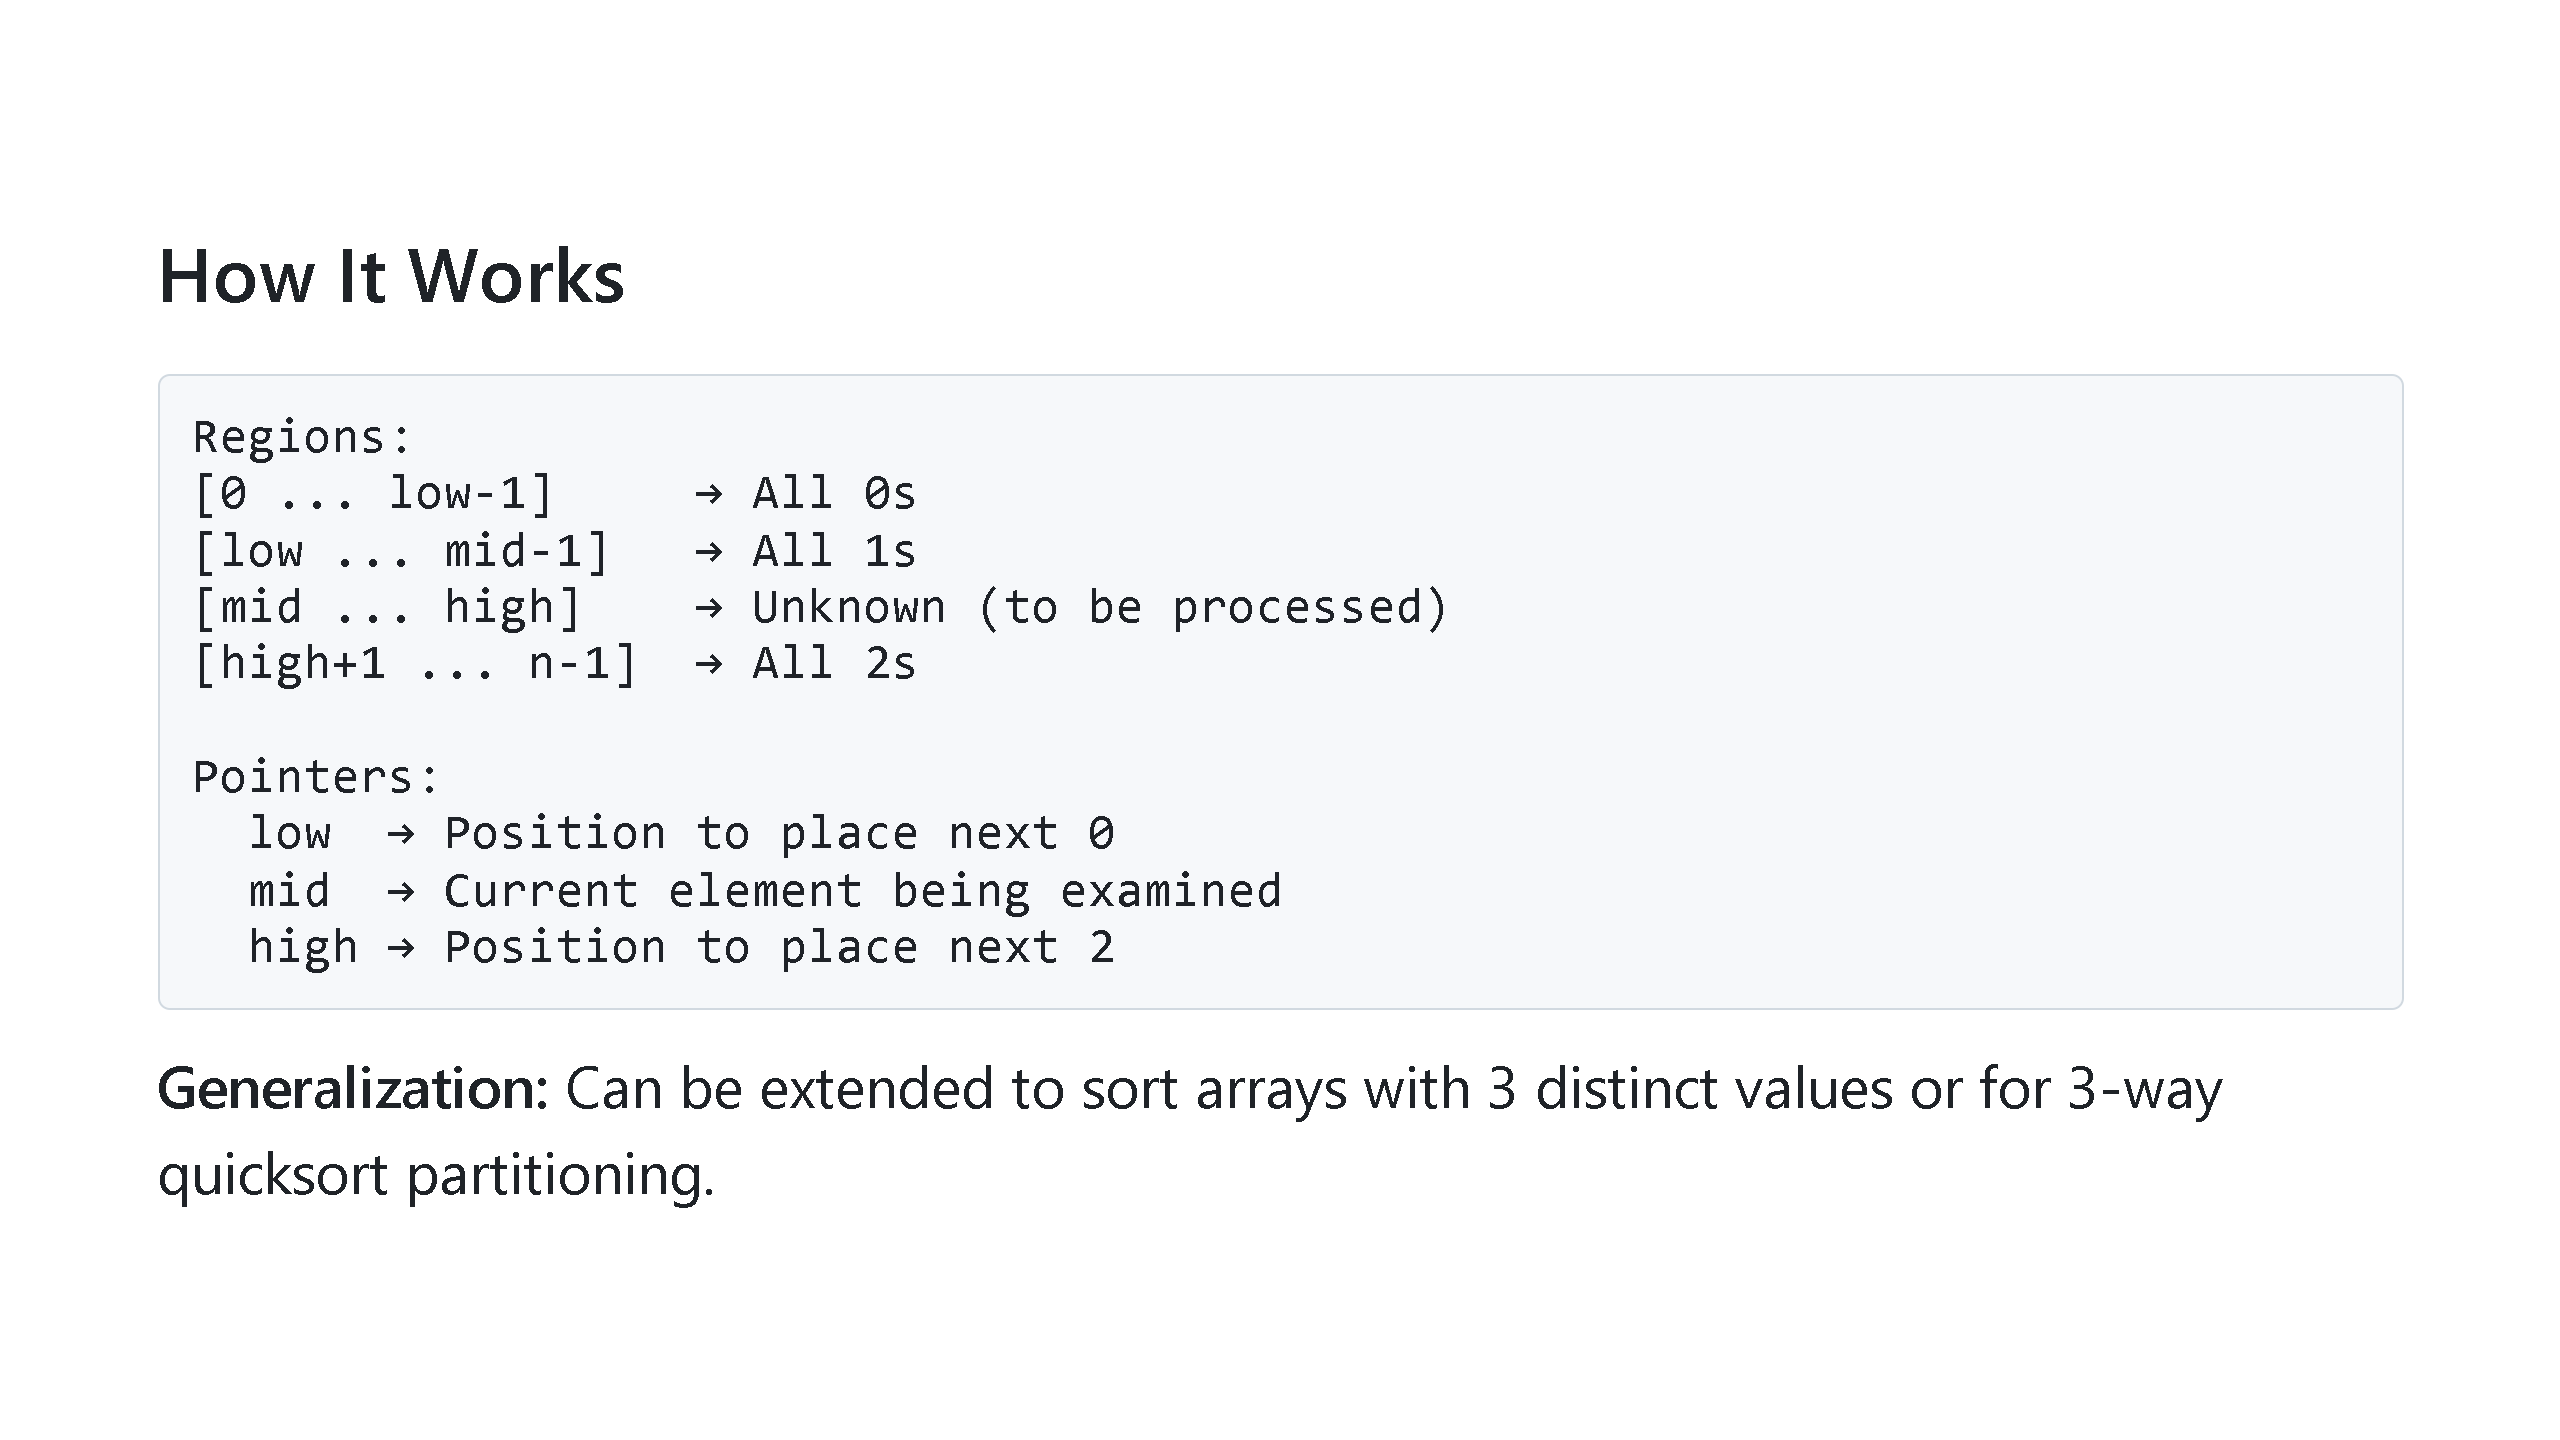 How It Works
Regions:
[0 ... low-1]     → All 0s
[low ... mid-1]   → All 1s
[mid ... high]    → Unknown (to be processed)
[high+1 ... n-1]  → All 2s
Pointers:
  low  → Position to place next 0
  mid  → Current element being examined
  high → Position to place next 2
Generalization: Can be extended to sort arrays with 3 distinct values or for 3-way
quicksort partitioning.